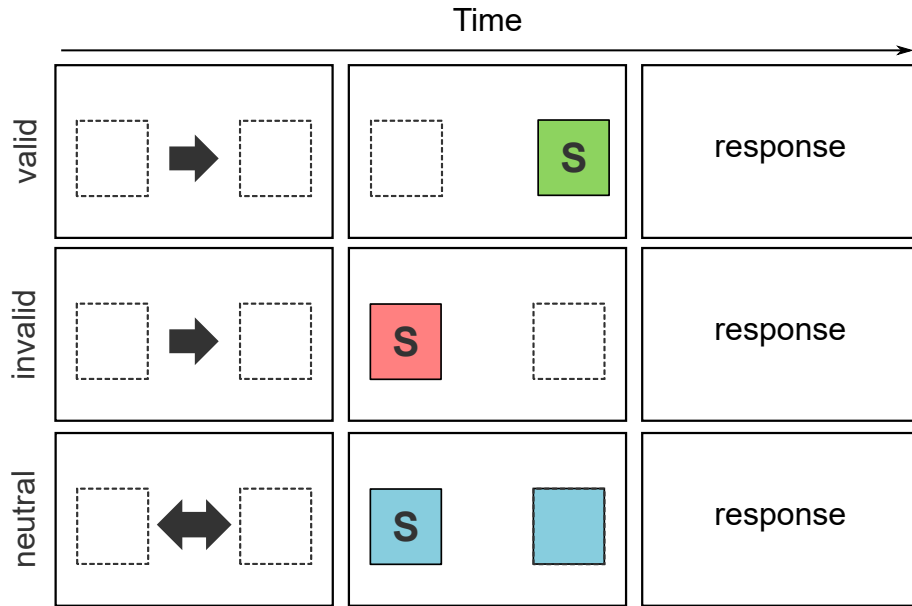 Time
valid
S
response
invalid
S
response
neutral
S
response